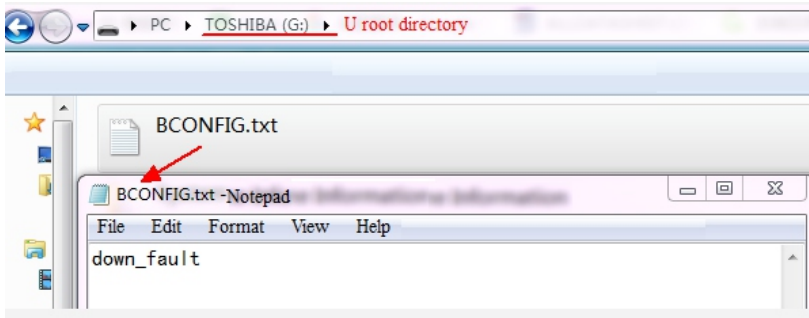 PC TOSHIBA (G:) U root directory
BCONFIG.txt
BCONFIG.txt -Notepad
File Edit Format View Help
down_fault